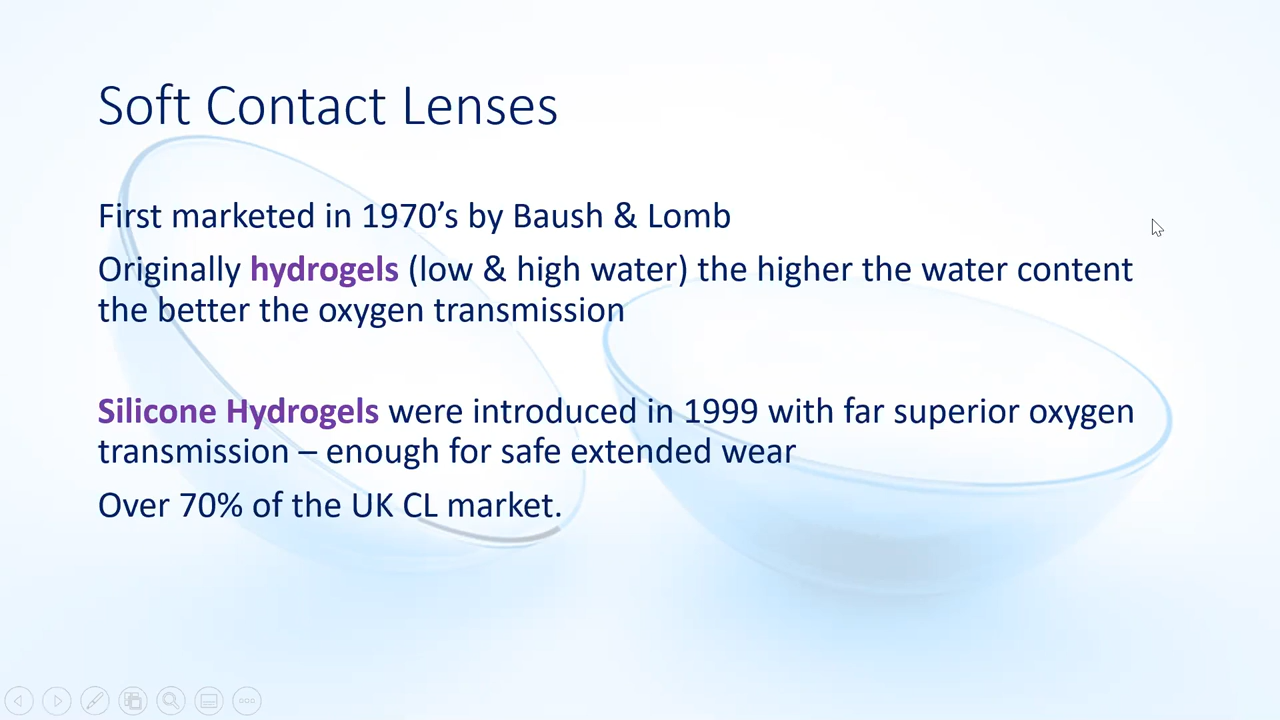 Soft Contact Lenses
First marketed in 1970’s by Baush & Lomb
Originally hydrogels (low & high water) the higher the water content
the better the oxygen transmission
Silicone Hydrogels were introduced in 1999 with far superior oxygen
transmission – enough for safe extended wear
Over 70% of the UK CL market.